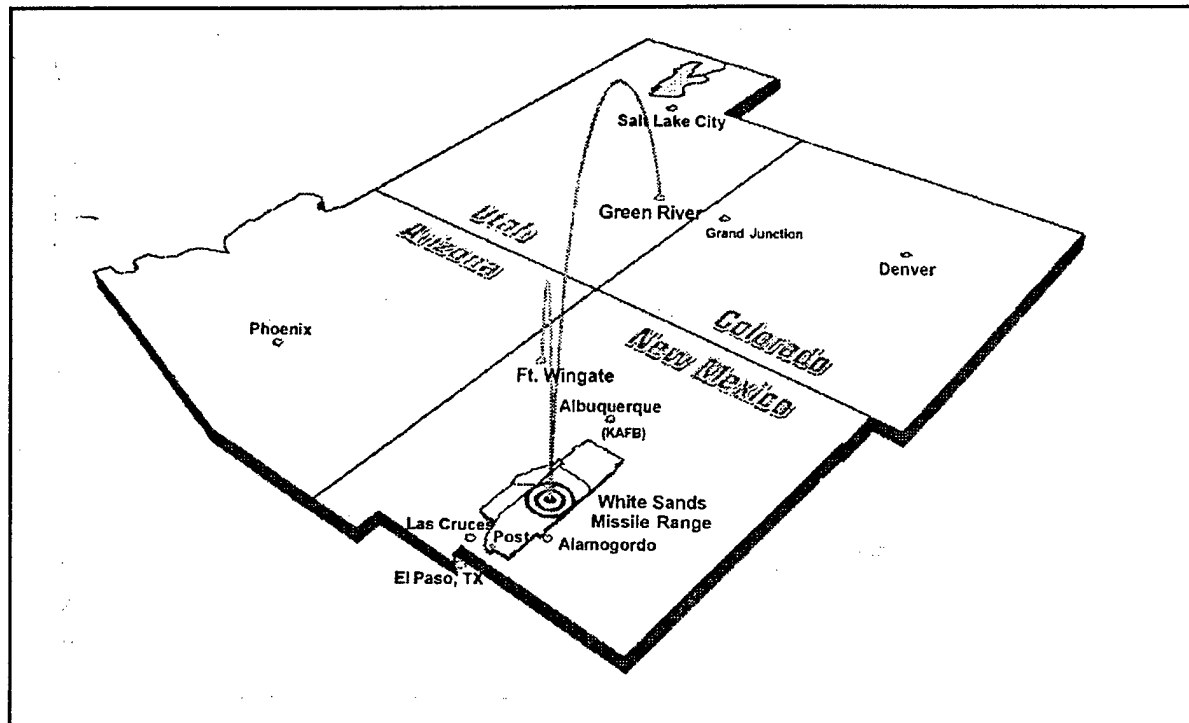 Salt Lake City
Green River
Grand Junction
Utah
Arizona
Denver
Phoenix
Colorado
New Mexico
Ft. Wingate
Albuquerque
(KAFB)
White Sands
Missile Range
Las Cruces
Post
Alamogordo
El Paso, TX